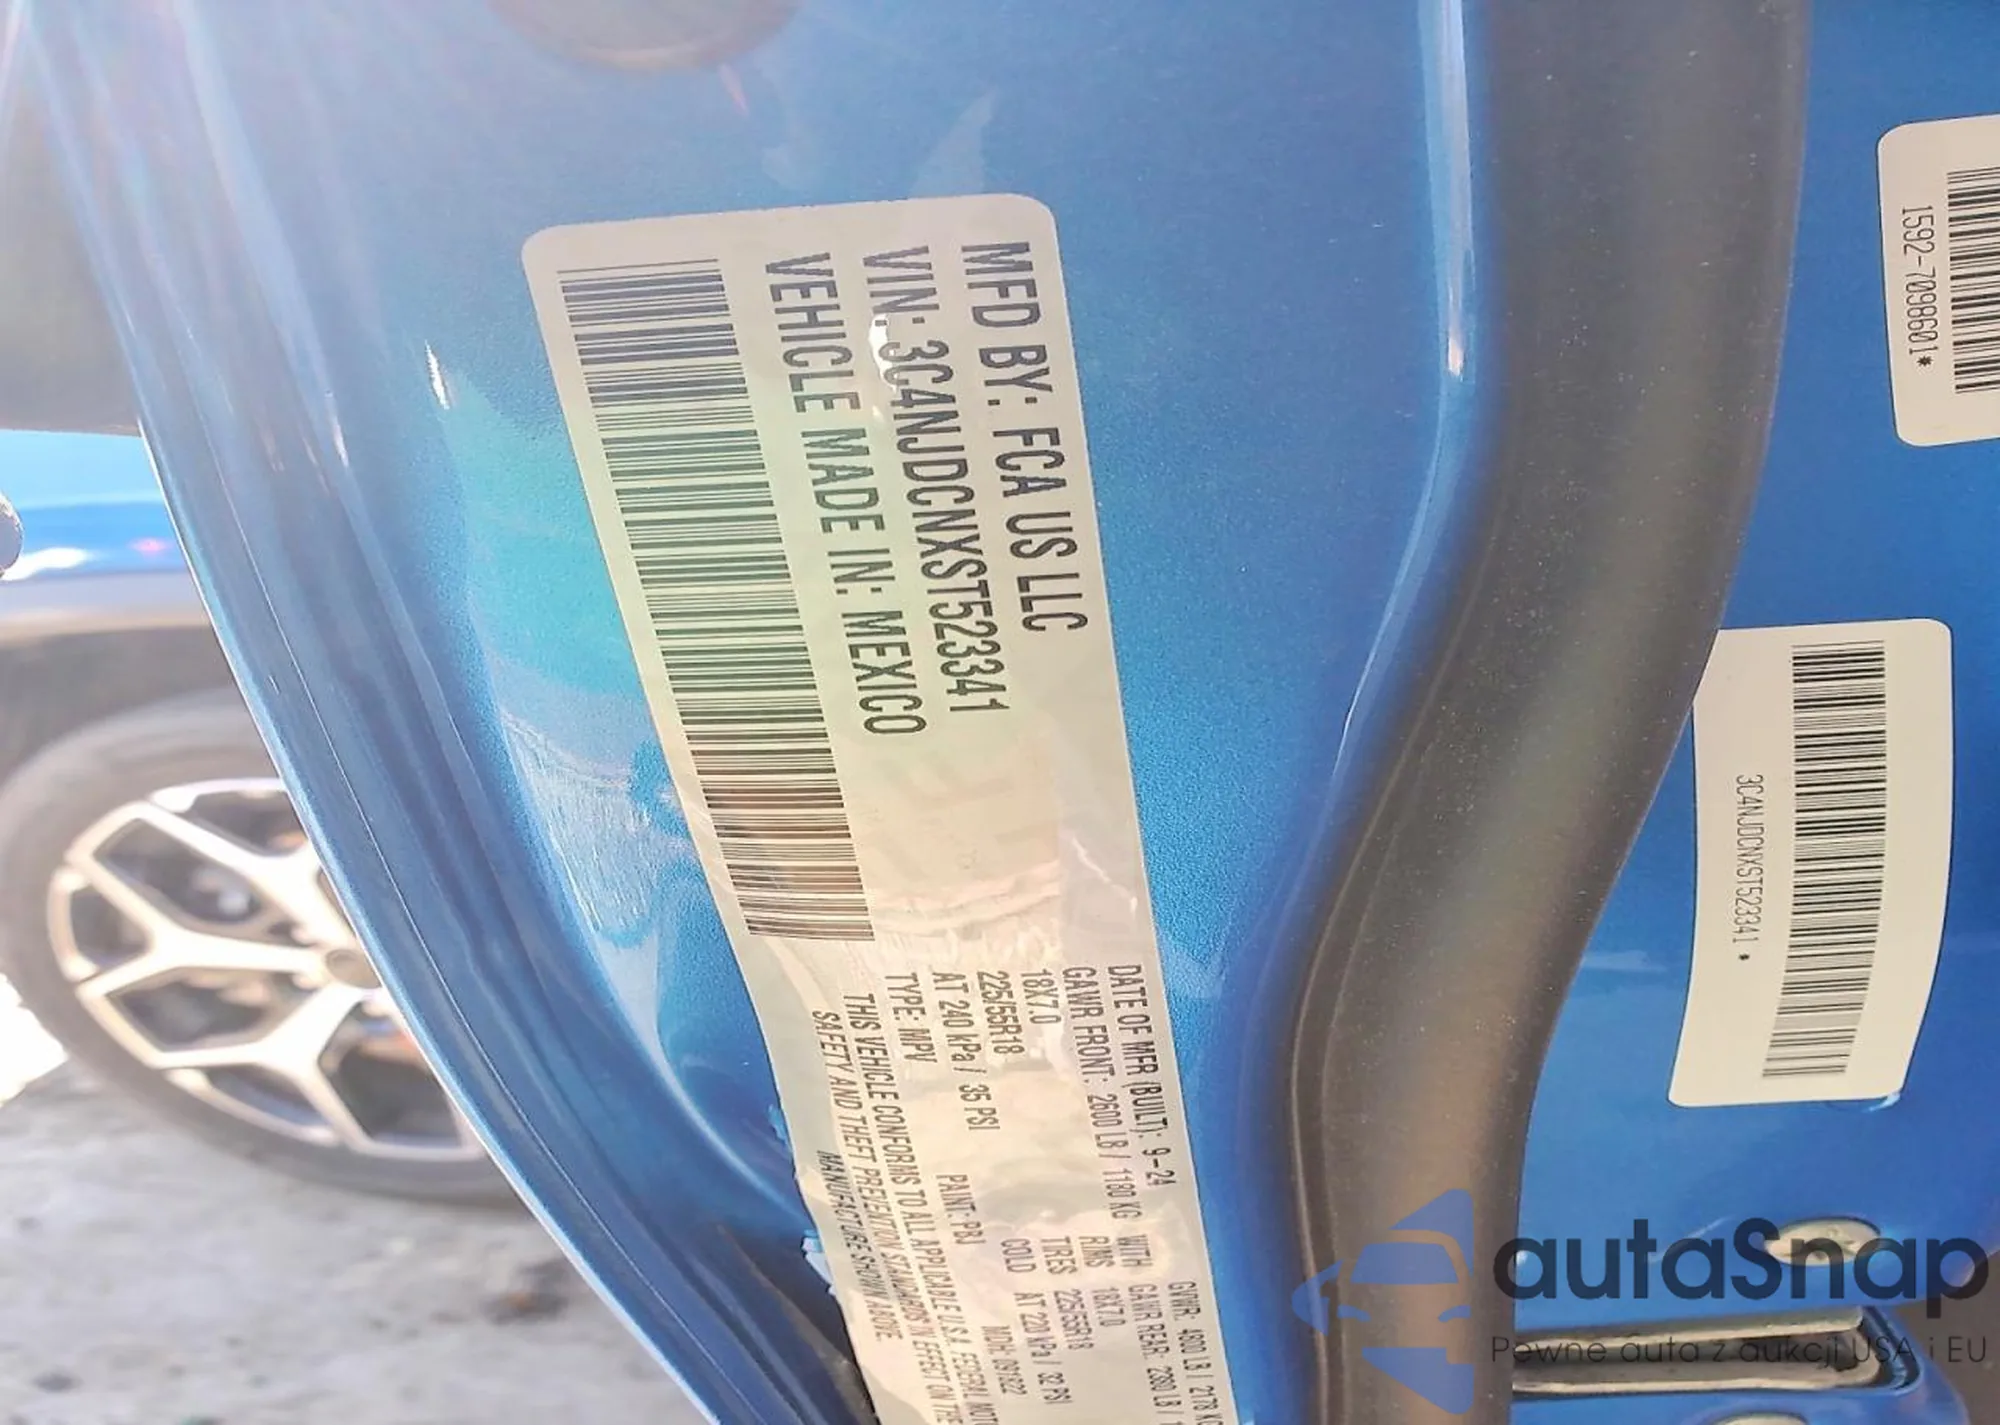 MFD BY: FCA US LLC
VIN: 3C4NJDCNXST523341
VEHICLE MADE IN: MEXICO
DATE OF MFR (BUILT): 9-24
GVWR: 4800 LB / 2178 KG
GAWR FRONT: 2600 LB / 1180 KG WITH
GAWR REAR: 2380 LB /
18X7.0
RIMS 18X7.0
225/55R18
TIRES 225/55R18
AT 240 kPa / 35 PSI
COLD AT 220 kPa / 32 PSI
TYPE: MPV
PAINT: PBJ
MDH: 091822
THIS VEHICLE CONFORMS TO ALL APPLICABLE U.S.A. FEDERAL
SAFETY AND THEFT PREVENTION STANDARDS IN EFFECT ON THE
MANUFACTURE SHOWN ABOVE
1592-7098601*
3C4NJDCNXST523341 *
autaSnap
Pewne auta z aukcji USA i EU